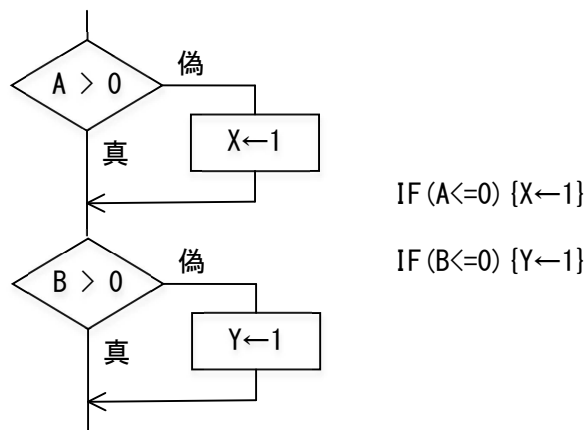 A > 0
偽
X←1
真
IF(A<=0){X←1}
B > 0
偽
IF(B<=0){Y←1}
Y←1
真